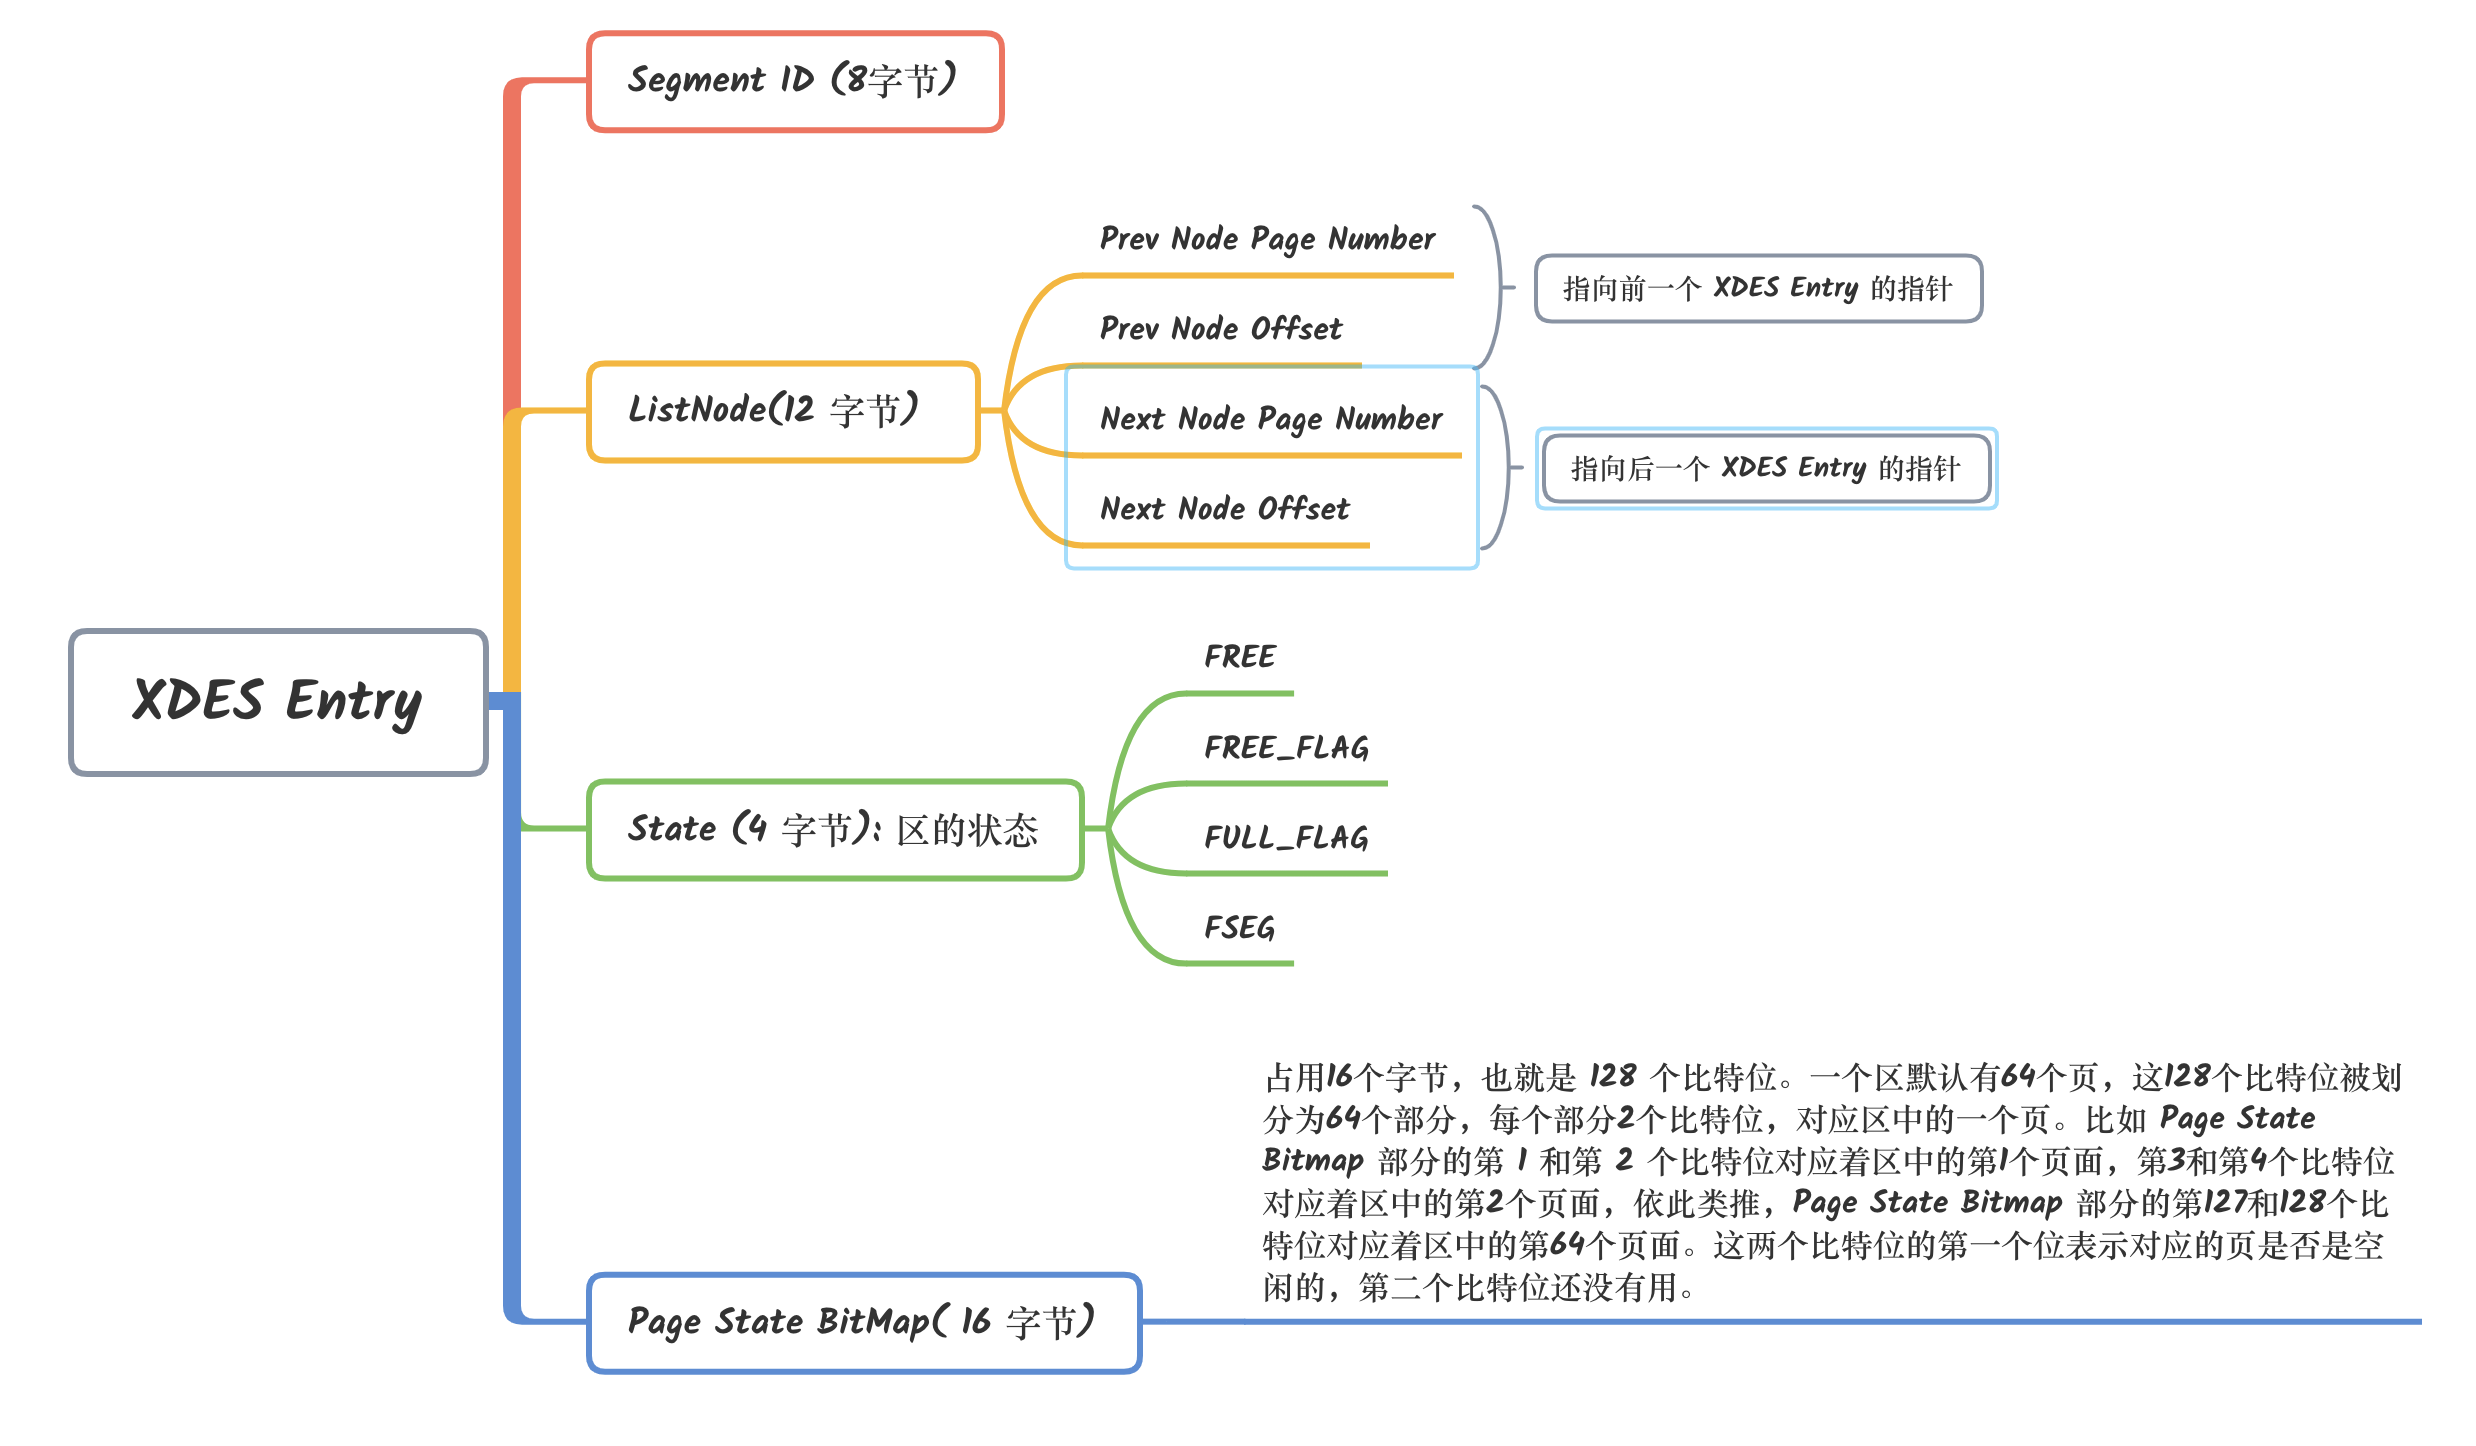 Segment ID (8字节)
Prev Node Page Number
指向前一个 XDES Entry 的指针
Prev Node Offset
ListNode(12 字节)
Next Node Page Number
指向后一个 XDES Entry 的指针
Next Node Offset
XDES Entry
FREE
FREE_FLAG
State (4 字节): 区的状态
FULL_FLAG
FSEG
占用16个字节，也就是 128 个比特位。一个区默认有64个页，这128个比特位被划
分为64个部分，每个部分2个比特位，对应区中的一个页。比如 Page State
Bitmap 部分的第 1 和第 2 个比特位对应着区中的第1个页面，第3和第4个比特位
对应着区中的第2个页面，依此类推，Page State Bitmap 部分的第127和128个比
特位对应着区中的第64个页面。这两个比特位的第一个位表示对应的页是否是空
闲的，第二个比特位还没有用。
Page State BitMap( 16 字节)